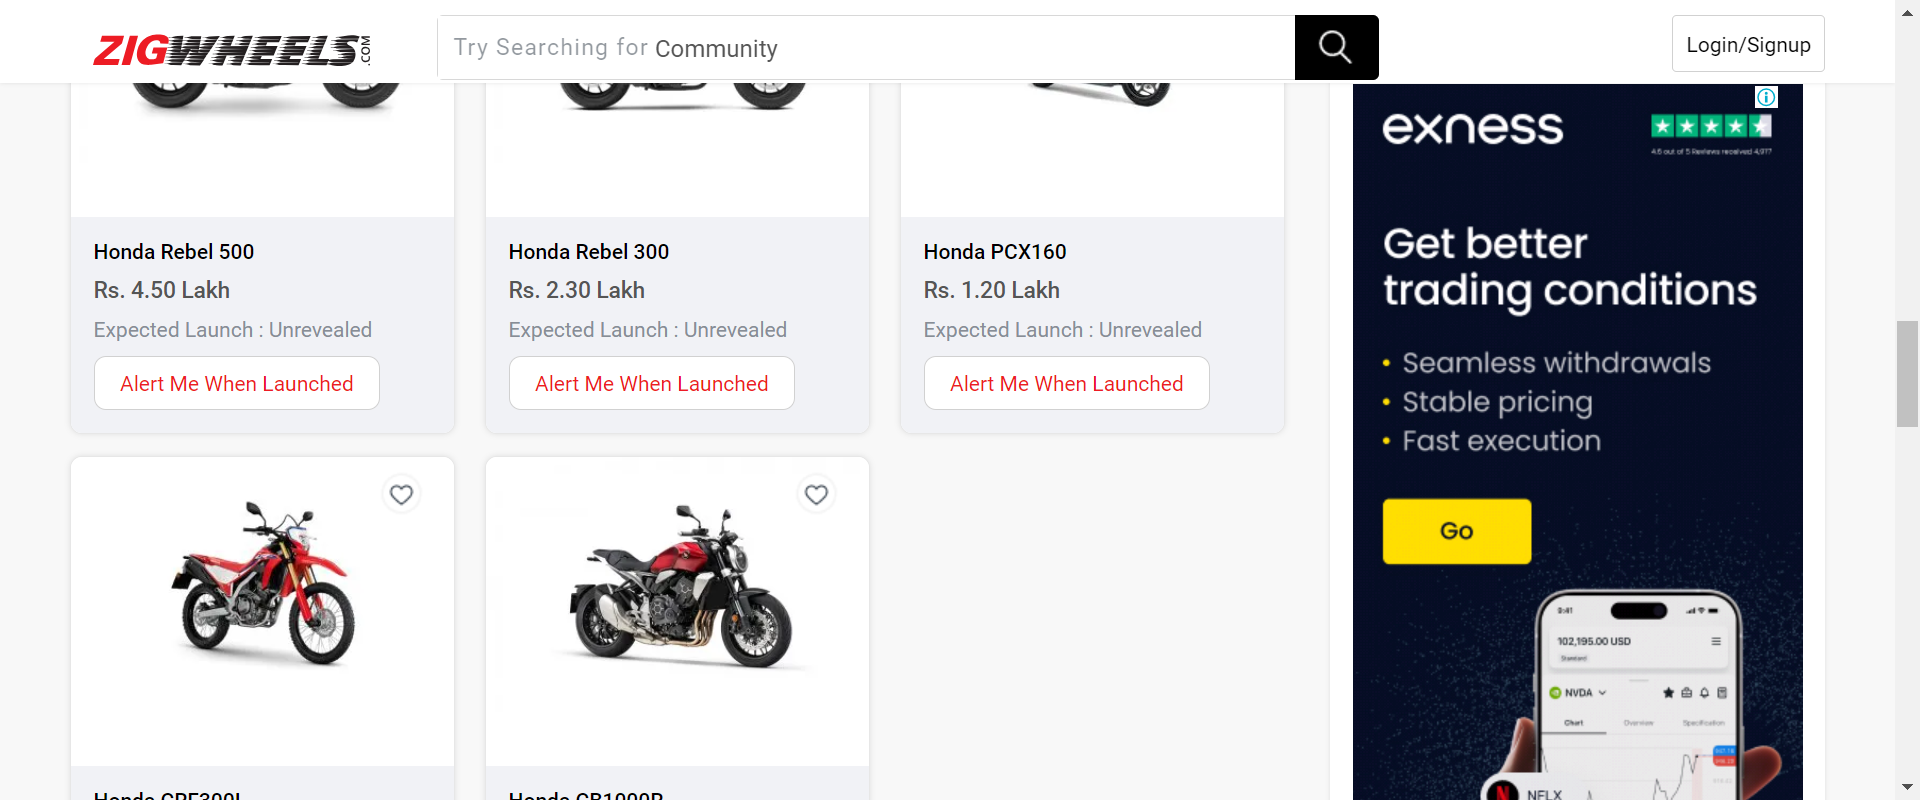 ZIGWHEELS.COM
Try Searching for Community
Login/Signup
Honda Rebel 500
Rs. 4.50 Lakh
Expected Launch : Unrevealed
Alert Me When Launched
Honda Rebel 300
Rs. 2.30 Lakh
Expected Launch : Unrevealed
Alert Me When Launched
Honda PCX160
Rs. 1.20 Lakh
Expected Launch : Unrevealed
Alert Me When Launched
Honda CRF300L
Honda CB1000R
exness
4.6 out of 5 Reviews received 4,977
Get better
trading conditions
• Seamless withdrawals
• Stable pricing
• Fast execution
Go
9:41
102,195.00 USD
Standard
NVDA
Chart Overview Specification
NFLX